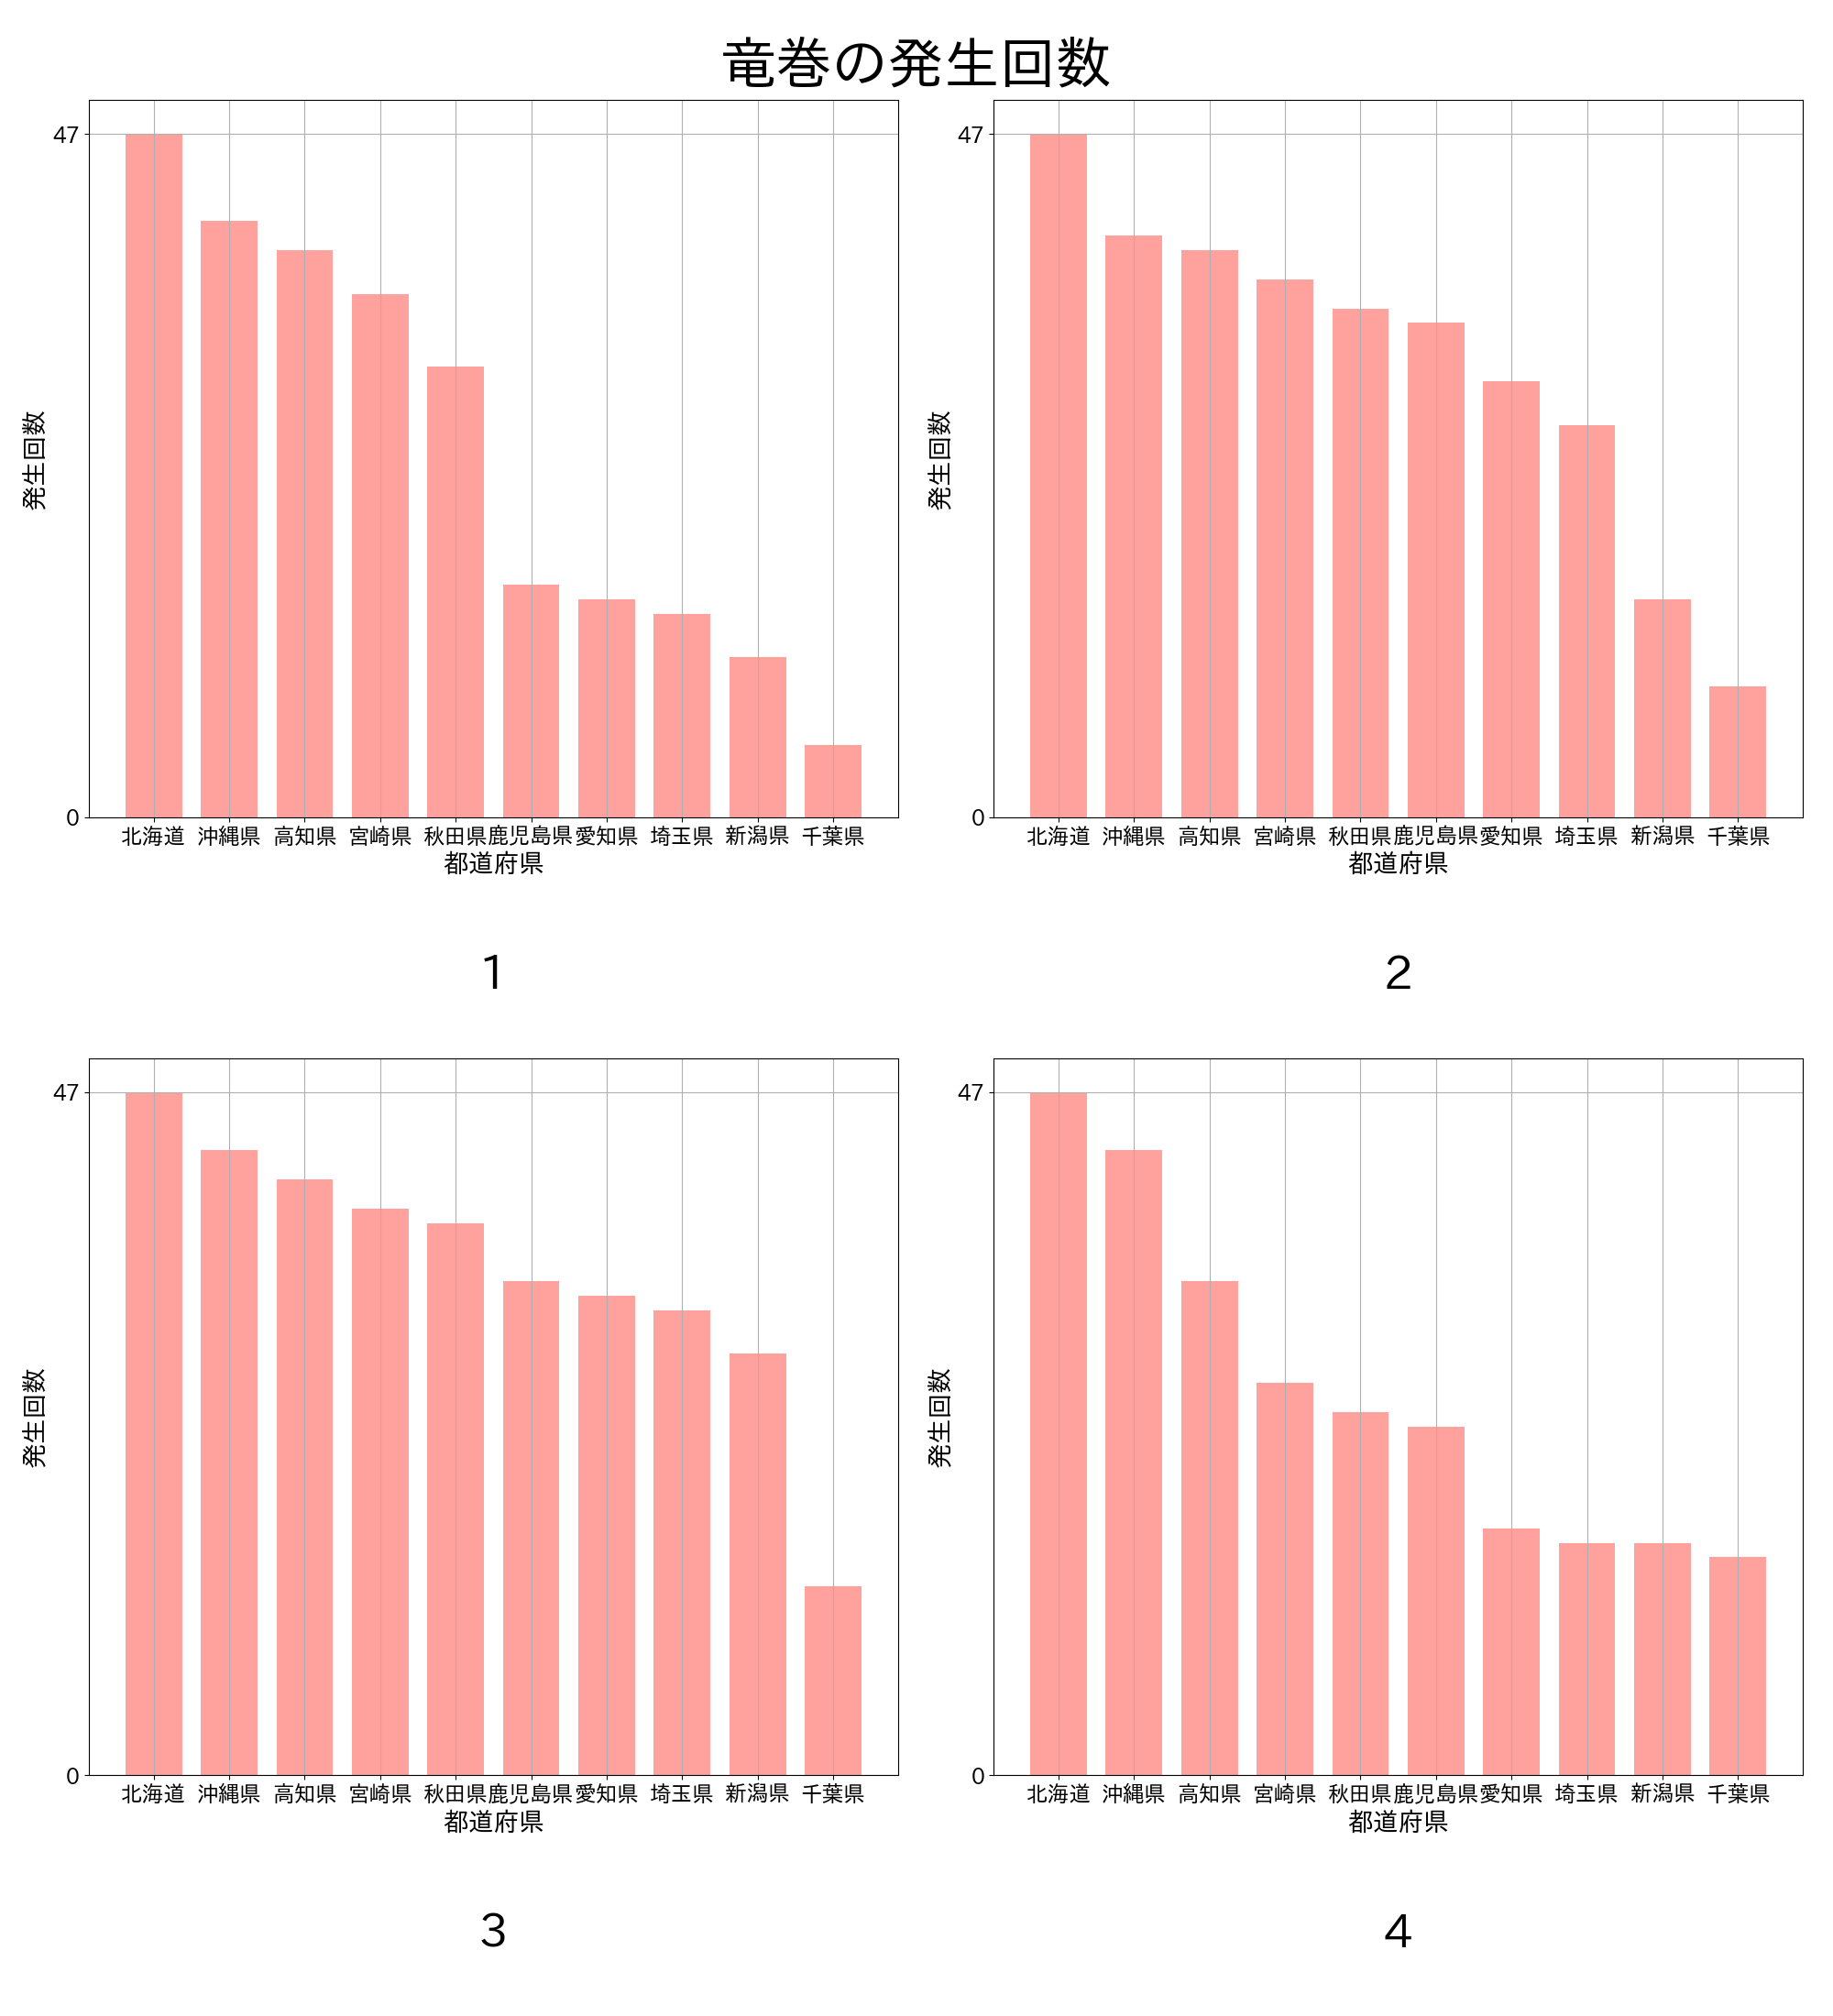 竜巻の発生回数
47
0
発生回数
北海道 沖縄県 高知県 宮崎県 秋田県 鹿児島県 愛知県 埼玉県 新潟県 千葉県
都道府県
1
47
0
発生回数
北海道 沖縄県 高知県 宮崎県 秋田県 鹿児島県 愛知県 埼玉県 新潟県 千葉県
都道府県
2
47
0
発生回数
北海道 沖縄県 高知県 宮崎県 秋田県 鹿児島県 愛知県 埼玉県 新潟県 千葉県
都道府県
3
47
0
発生回数
北海道 沖縄県 高知県 宮崎県 秋田県 鹿児島県 愛知県 埼玉県 新潟県 千葉県
都道府県
4